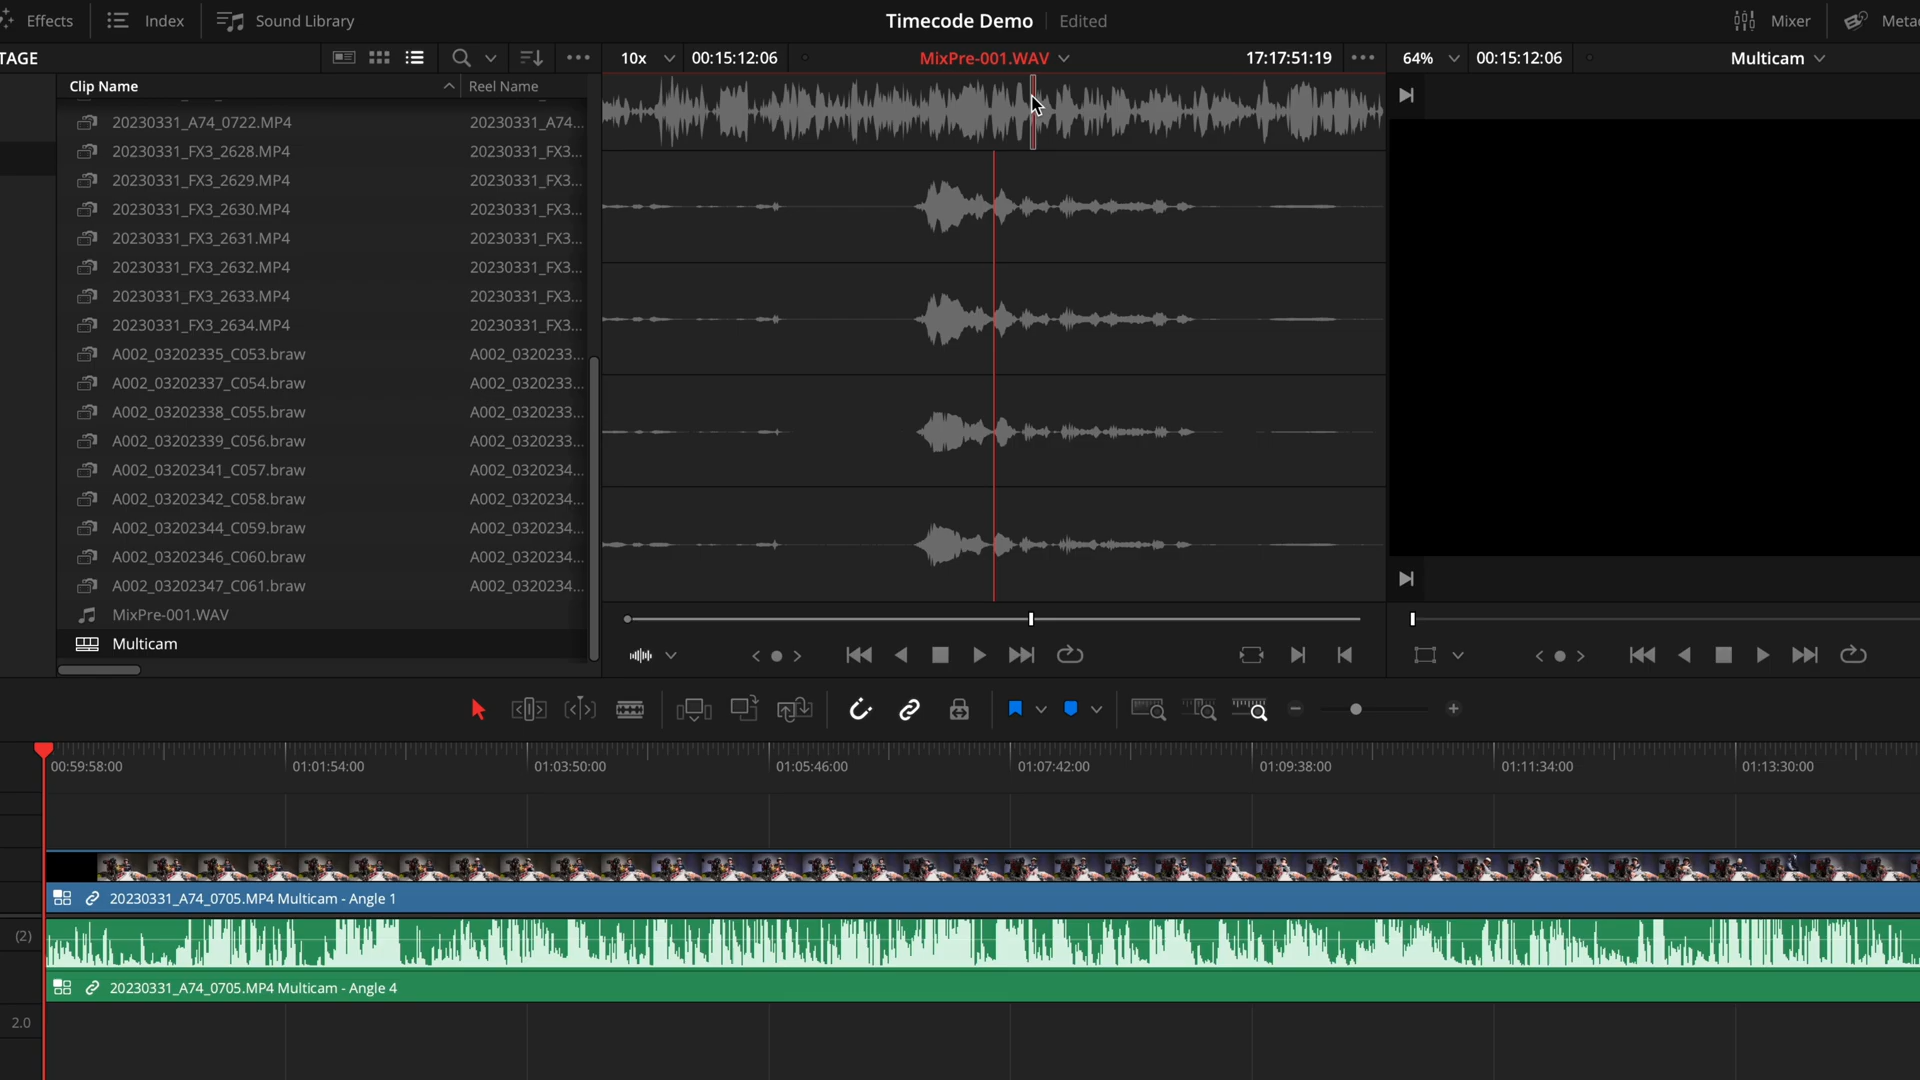 Effects Index Sound Library Timecode Demo Edited Mixer Meta
TAGE 10x 00:15:12:06 MixPre-001.WAV 17:17:51:19 64% 00:15:12:06 Multicam
Clip Name Reel Name
20230331_A74_0722.MP4 20230331_A74...
20230331_FX3_2628.MP4 20230331_FX3...
20230331_FX3_2629.MP4 20230331_FX3...
20230331_FX3_2630.MP4 20230331_FX3...
20230331_FX3_2631.MP4 20230331_FX3...
20230331_FX3_2632.MP4 20230331_FX3...
20230331_FX3_2633.MP4 20230331_FX3...
20230331_FX3_2634.MP4 20230331_FX3...
A002_03202335_C053.braw A002_0320233...
A002_03202337_C054.braw A002_0320233...
A002_03202338_C055.braw A002_0320233...
A002_03202339_C056.braw A002_0320233...
A002_03202341_C057.braw A002_0320234...
A002_03202342_C058.braw A002_0320234...
A002_03202344_C059.braw A002_0320234...
A002_03202346_C060.braw A002_0320234...
A002_03202347_C061.braw A002_0320234...
MixPre-001.WAV
Multicam
00:59:58:00 01:01:54:00 01:03:50:00 01:05:46:00 01:07:42:00 01:09:38:00 01:11:34:00 01:13:30:00
20230331_A74_0705.MP4 Multicam - Angle 1
(2)
20230331_A74_0705.MP4 Multicam - Angle 4
2.0